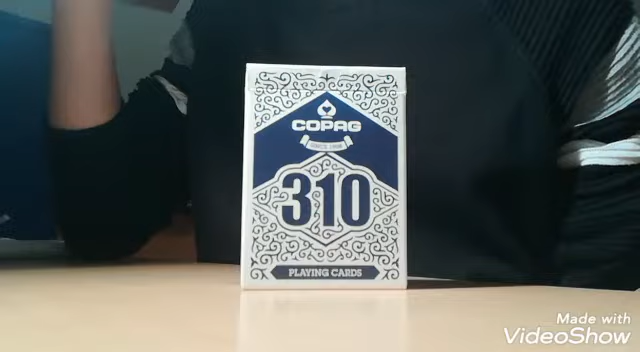 COPAG
SINCE 1908
310
PLAYING CARDS
Made with
VideoShow